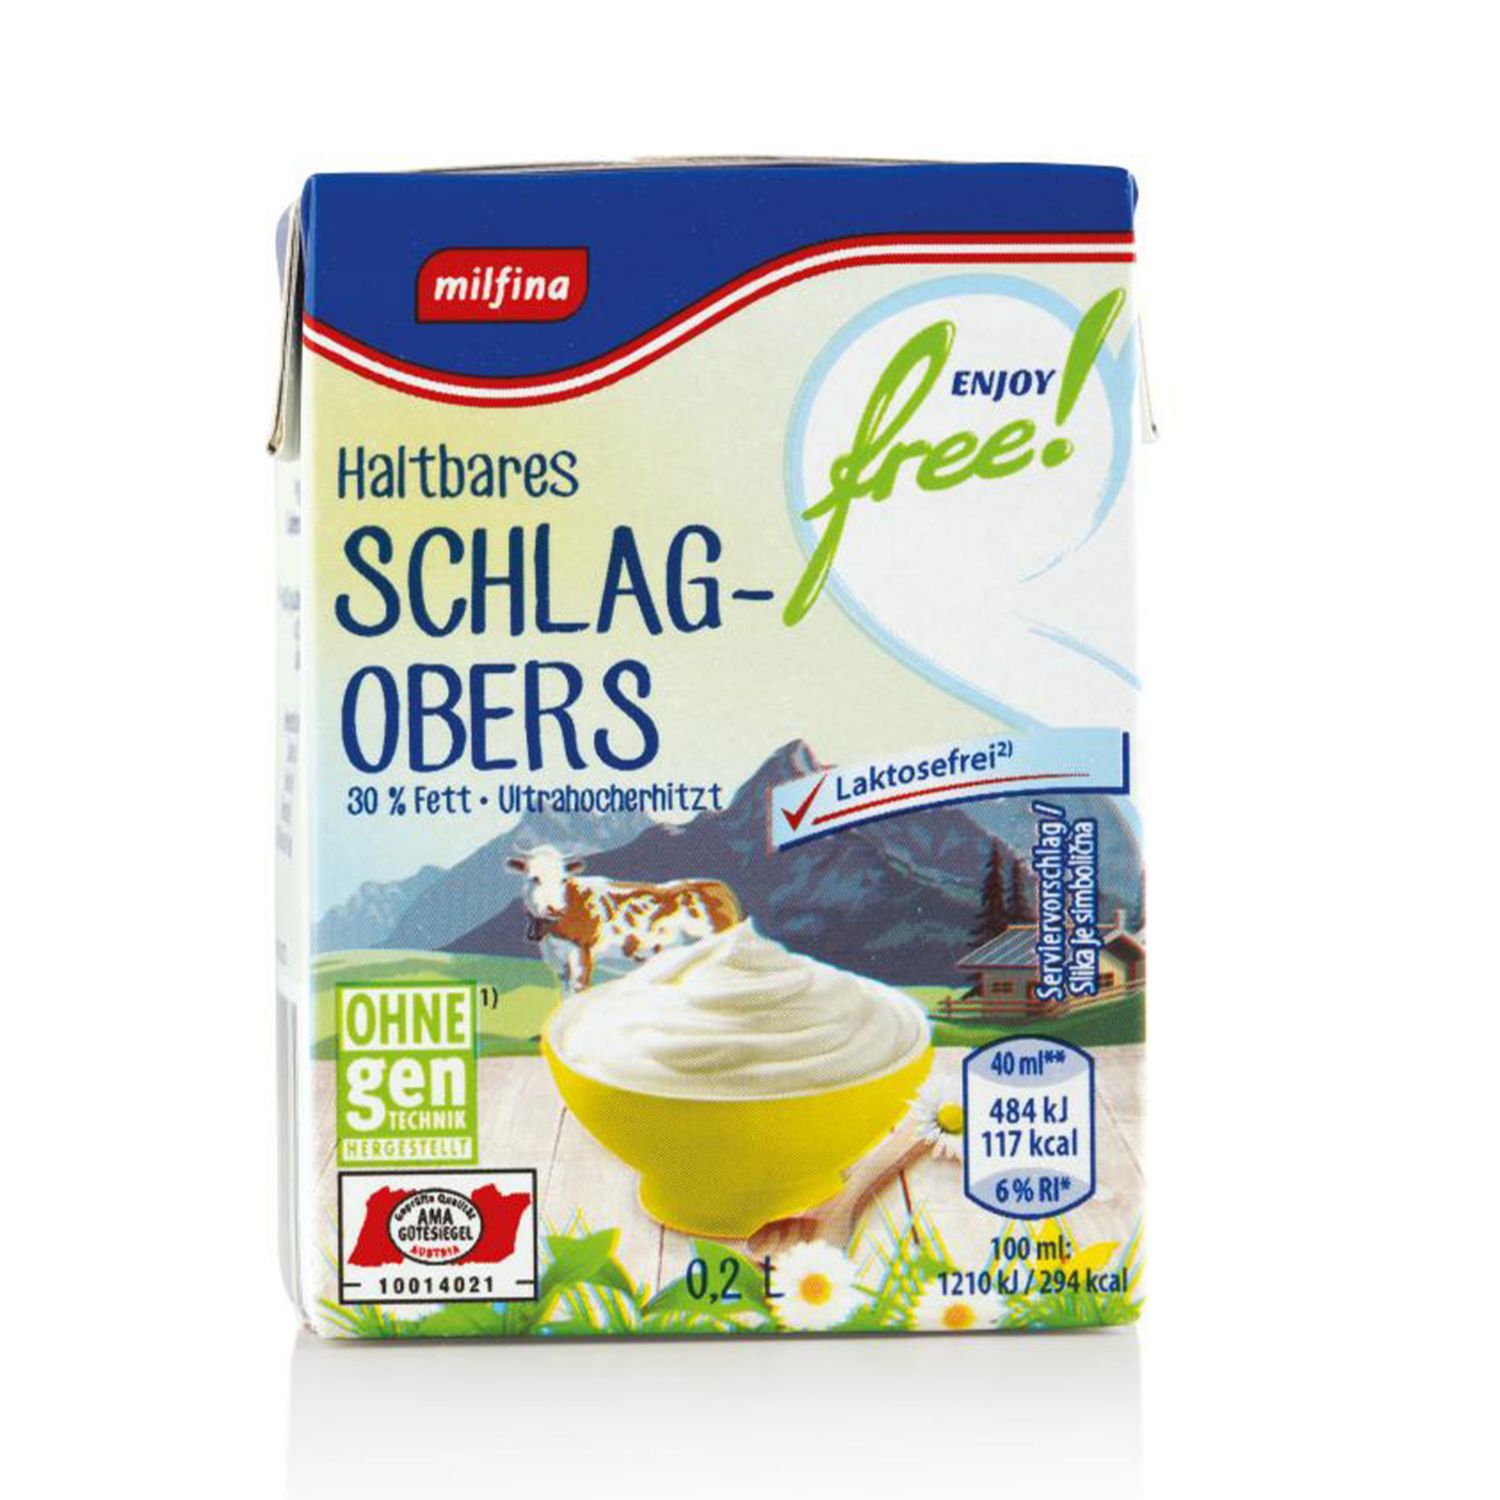 milfina
ENJOY
free!
Haltbares
SCHLAG-
OBERS
30 % Fett • Ultrahocherhitzt
Laktosefrei²⁾
Serviervorschlag /
Slika je simbolična
OHNE ¹⁾
gen
TECHNIK
HERGESTELLT
Geprüfte Qualität
AMA
GÜTESIEGEL
AUSTRIA
10014021
0,2 L
40 ml**
484 kJ
117 kcal
6 % RI*
100 ml:
1210 kJ / 294 kcal